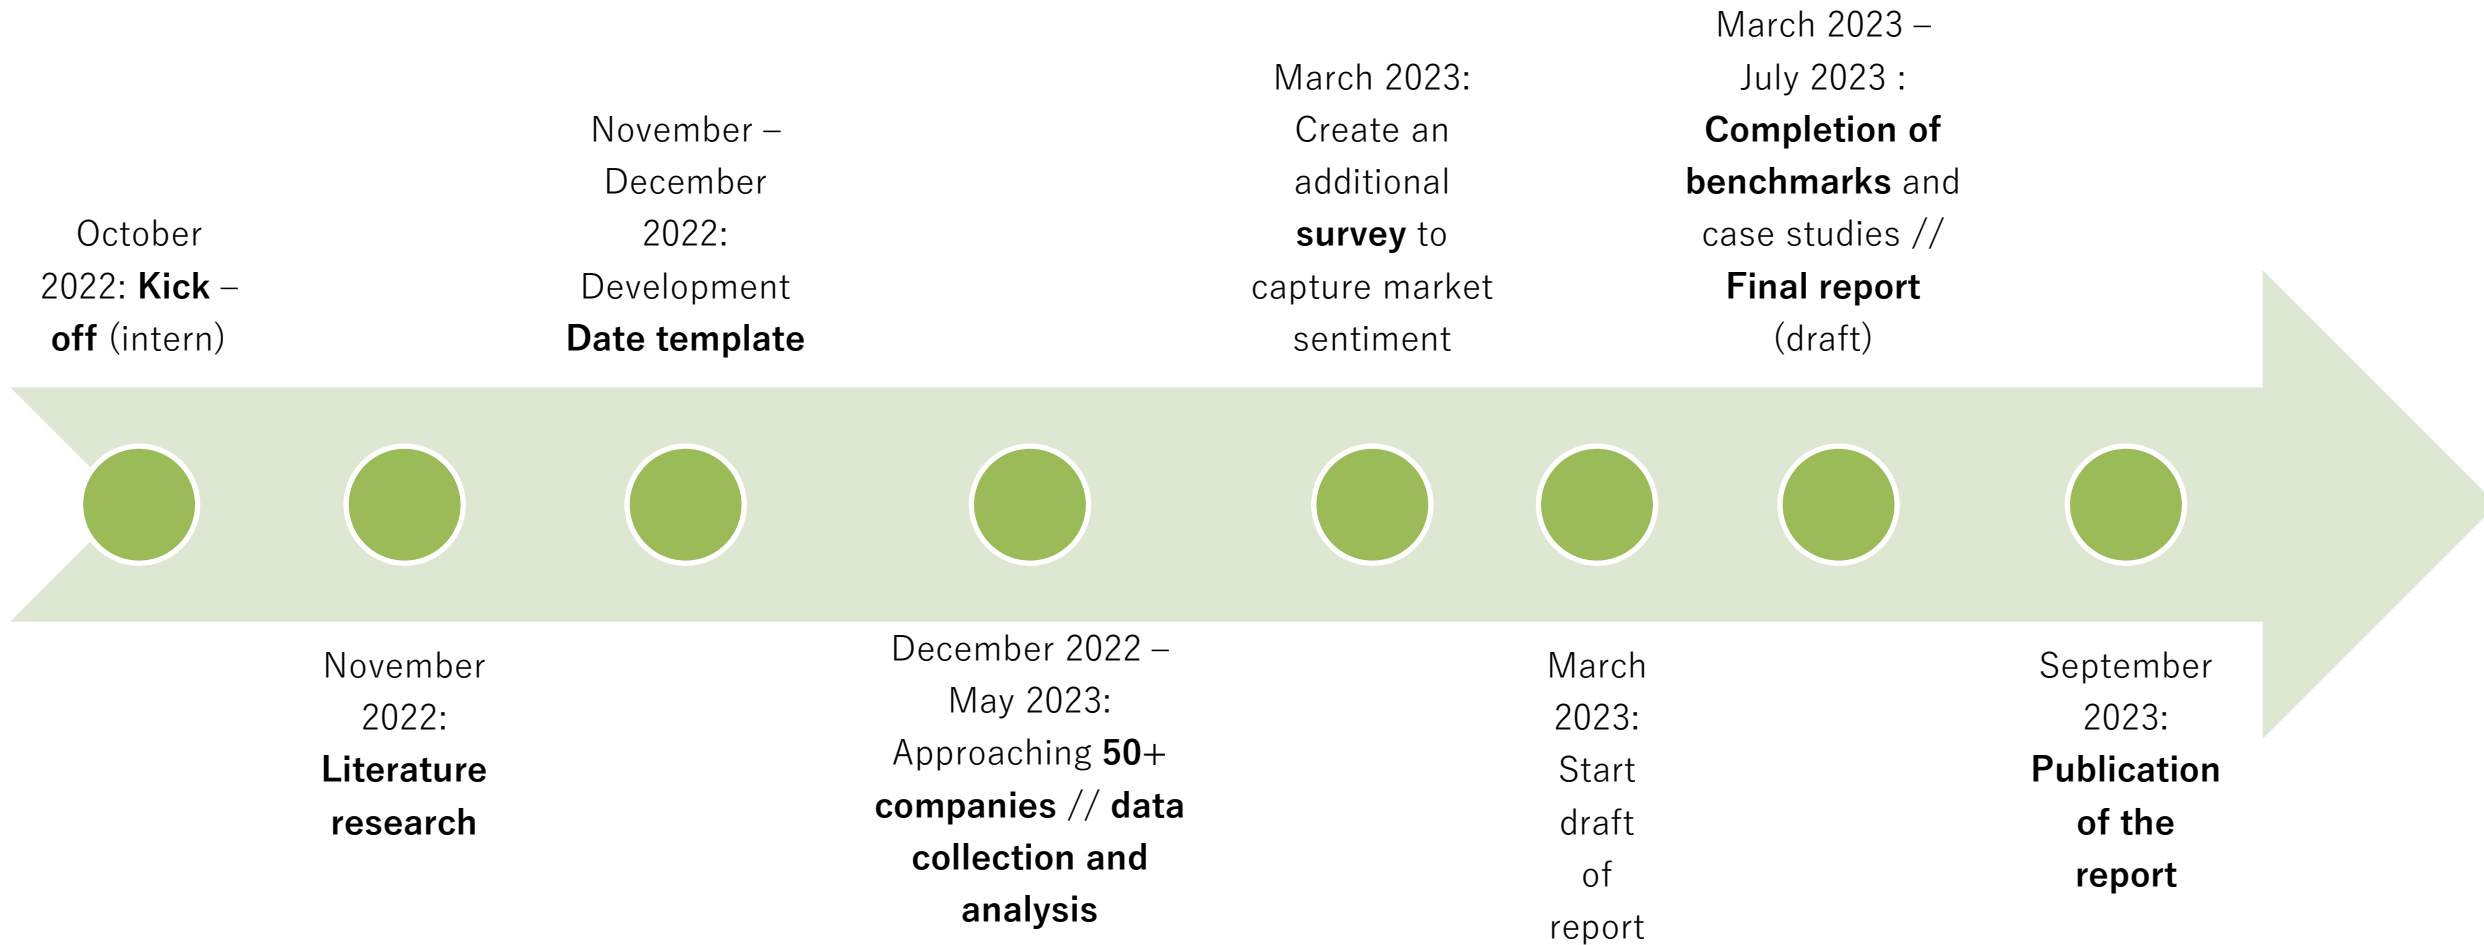 October
2022: Kick –
off (intern)
November
2022:
Literature
research
November –
December
2022:
Development
Date template
December 2022 –
May 2023:
Approaching 50+
companies // data
collection and
analysis
March 2023:
Create an
additional
survey to
capture market
sentiment
March
2023:
Start
draft
of
report
March 2023 –
July 2023 :
Completion of
benchmarks and
case studies //
Final report
(draft)
September
2023:
Publication
of the
report